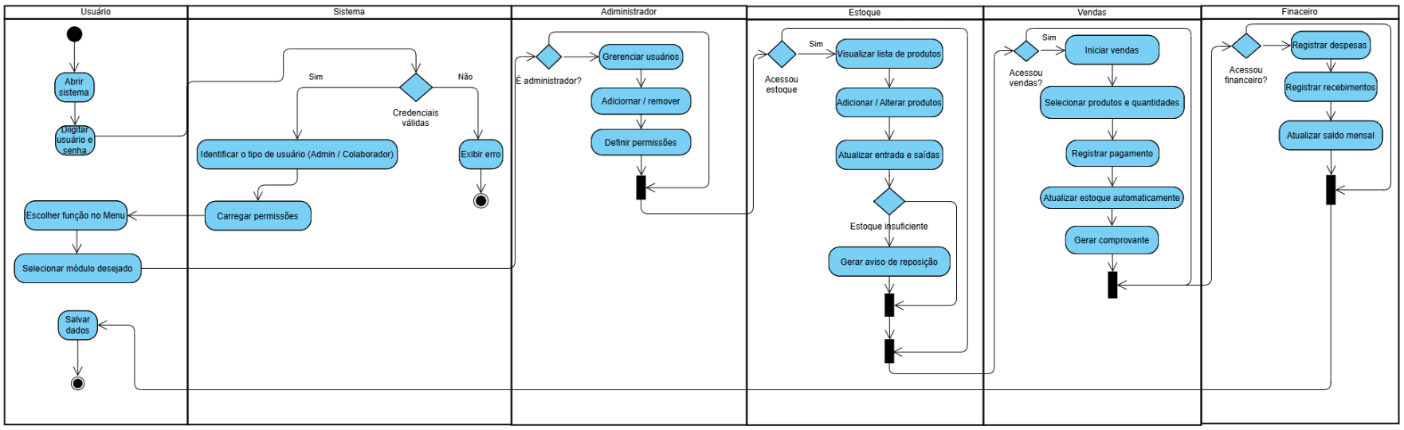 Usuário
Sistema
Adiministrador
Estoque
Vendas
Finaceiro
Abrir
sistema
Diigitar
usuário e
senha
Escolher função no Menu
Selecionar módulo desejado
Salvar
dados
Sim
Não
Credenciais
válidas
Identificar o tipo de usuário (Admin / Colaborador)
Exibir erro
Carregar permissões
É administrador?
Grerenciar usuários
Adiciornar / remover
Definir permissões
Acessou
estoque
Sim
Visualizar lista de produtos
Adicionar / Alterar produtos
Atualizar entrada e saídas
Estoque insuficiente
Gerar aviso de reposição
Acessou
vendas?
Sim
Iniciar vendas
Selecionar produtos e quantidades
Registrar pagamento
Atualizar estoque automaticamente
Gerar comprovante
Acessou
financeiro?
Registrar despesas
Registrar recebimentos
Atualizar saldo mensal